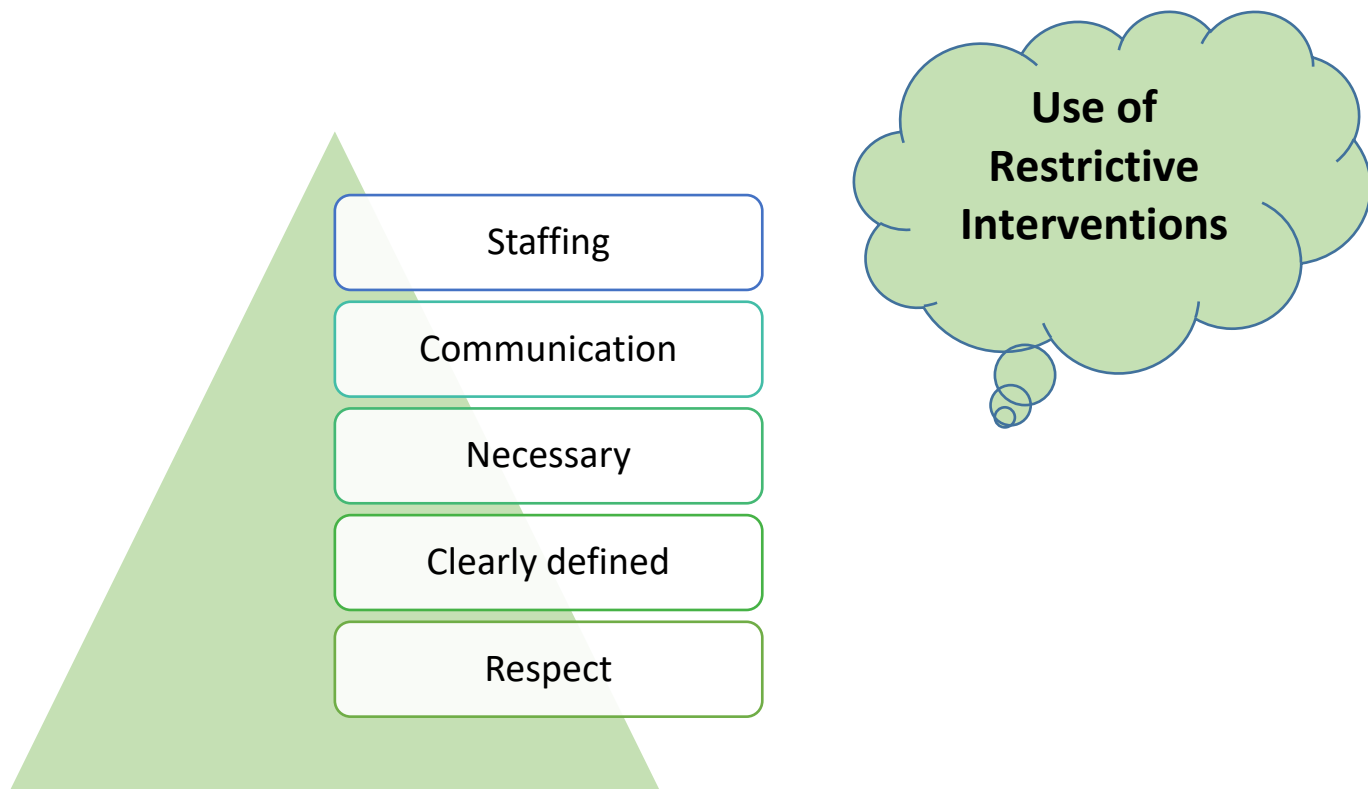 Use of
Restrictive
Interventions
Staffing
Communication
Necessary
Clearly defined
Respect